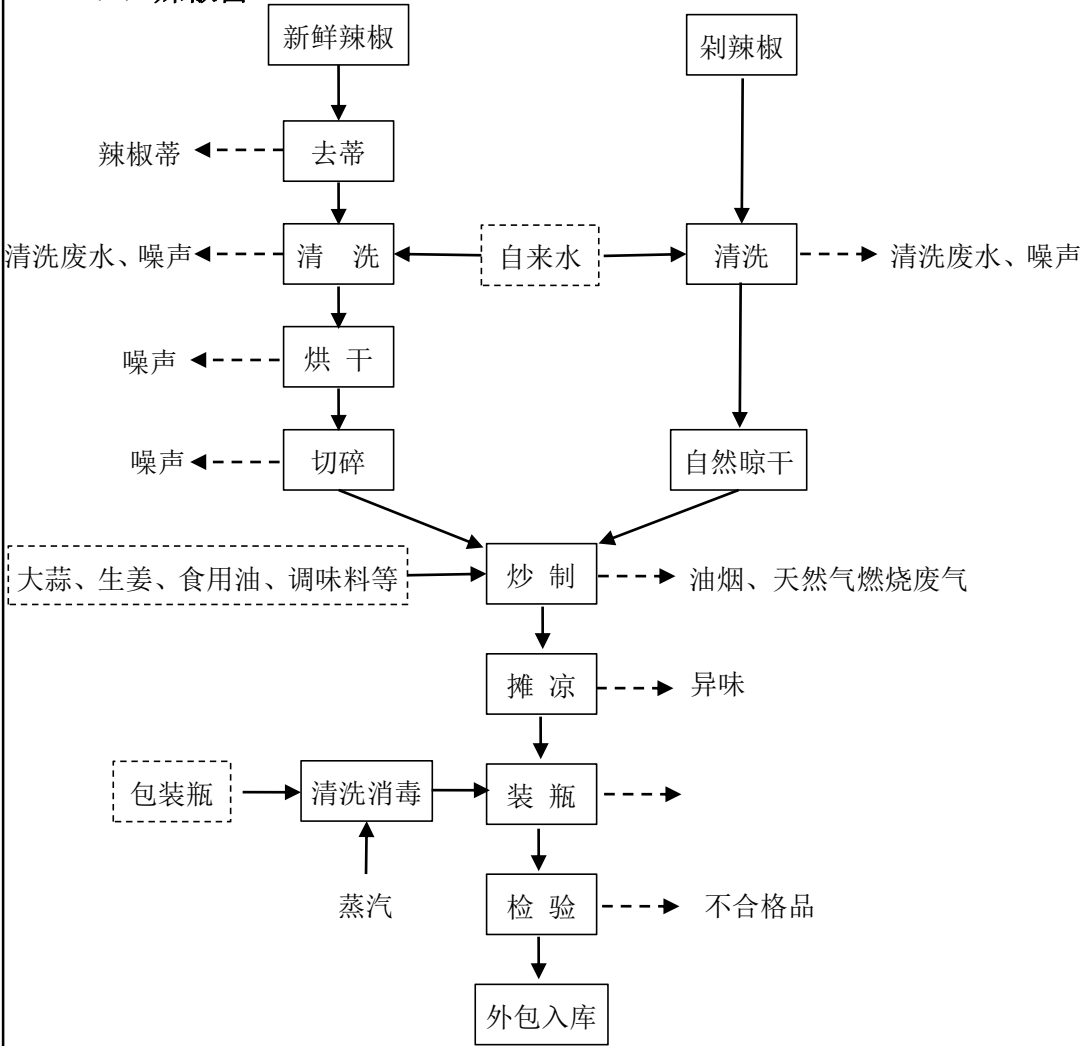 新鲜辣椒
剁辣椒
辣椒蒂
去蒂
清洗废水、噪声
清 洗
自来水
清洗
清洗废水、噪声
噪声
烘 干
噪声
切碎
自然晾干
大蒜、生姜、食用油、调味料等
炒 制
油烟、天然气燃烧废气
摊 凉
异味
包装瓶
清洗消毒
装 瓶
蒸汽
检 验
不合格品
外包入库